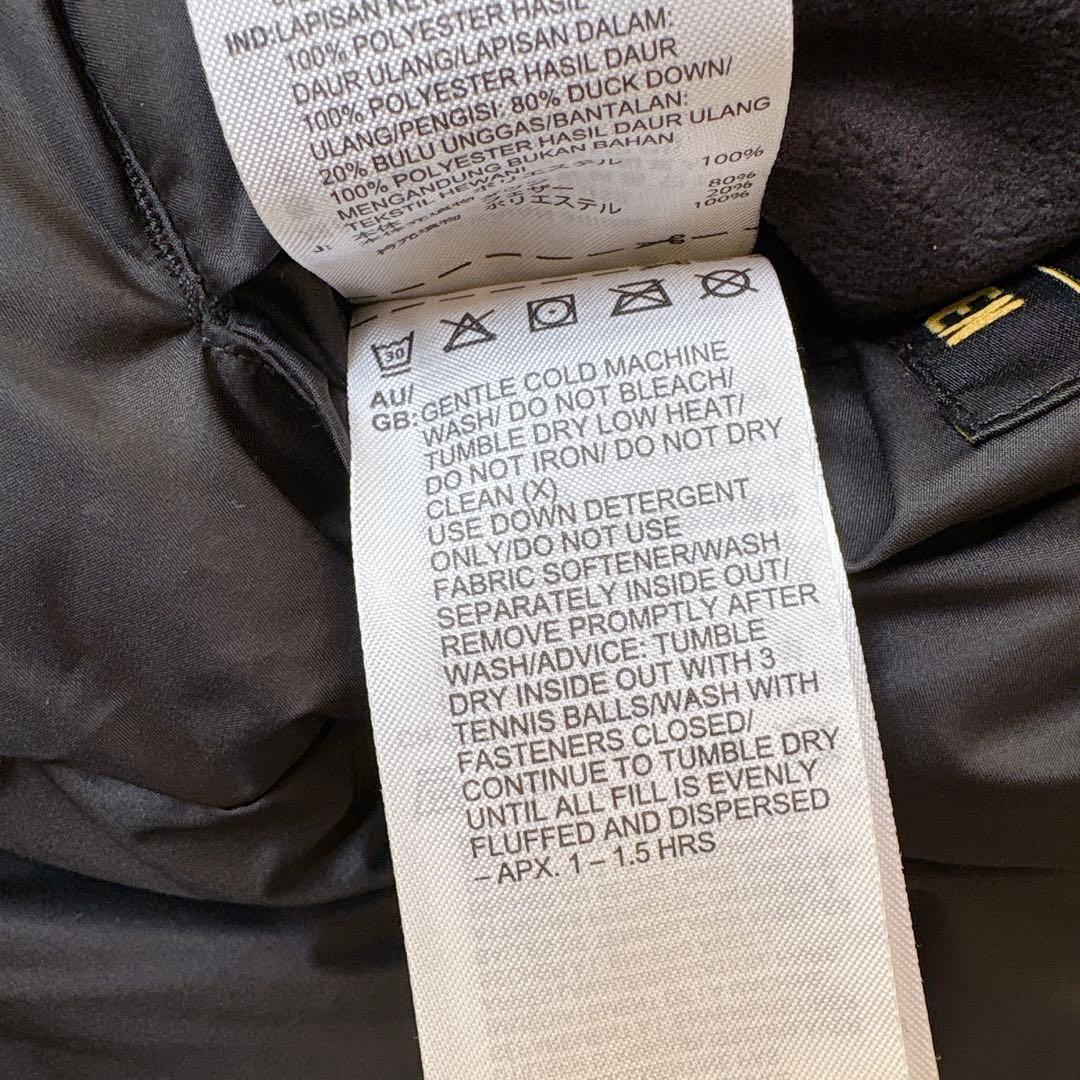 IND:LAPISAN
100% POLYESTER HASIL
DAUR ULANG/LAPISAN DALAM:
100% POLYESTER HASIL DAUR
ULANG/PENGISI: 80% DUCK DOWN/
20% BULU UNGGAS/BANTALAN:
100% POLYESTER HASIL DAUR ULANG
MENGANDUNG BUKAN BAHAN
TEKSTIL HEWANI
100%
80%
20%
J:
ポリエステル 100%
30
AU/
GB:GENTLE COLD MACHINE
WASH/ DO NOT BLEACH/
TUMBLE DRY LOW HEAT/
DO NOT IRON/ DO NOT DRY
CLEAN (X)
USE DOWN DETERGENT
ONLY/DO NOT USE
FABRIC SOFTENER/WASH
SEPARATELY INSIDE OUT/
REMOVE PROMPTLY AFTER
WASH/ADVICE: TUMBLE
DRY INSIDE OUT WITH 3
TENNIS BALLS/WASH WITH
FASTENERS CLOSED/
CONTINUE TO TUMBLE DRY
UNTIL ALL FILL IS EVENLY
FLUFFED AND DISPERSED
– APX. 1 – 1.5 HRS